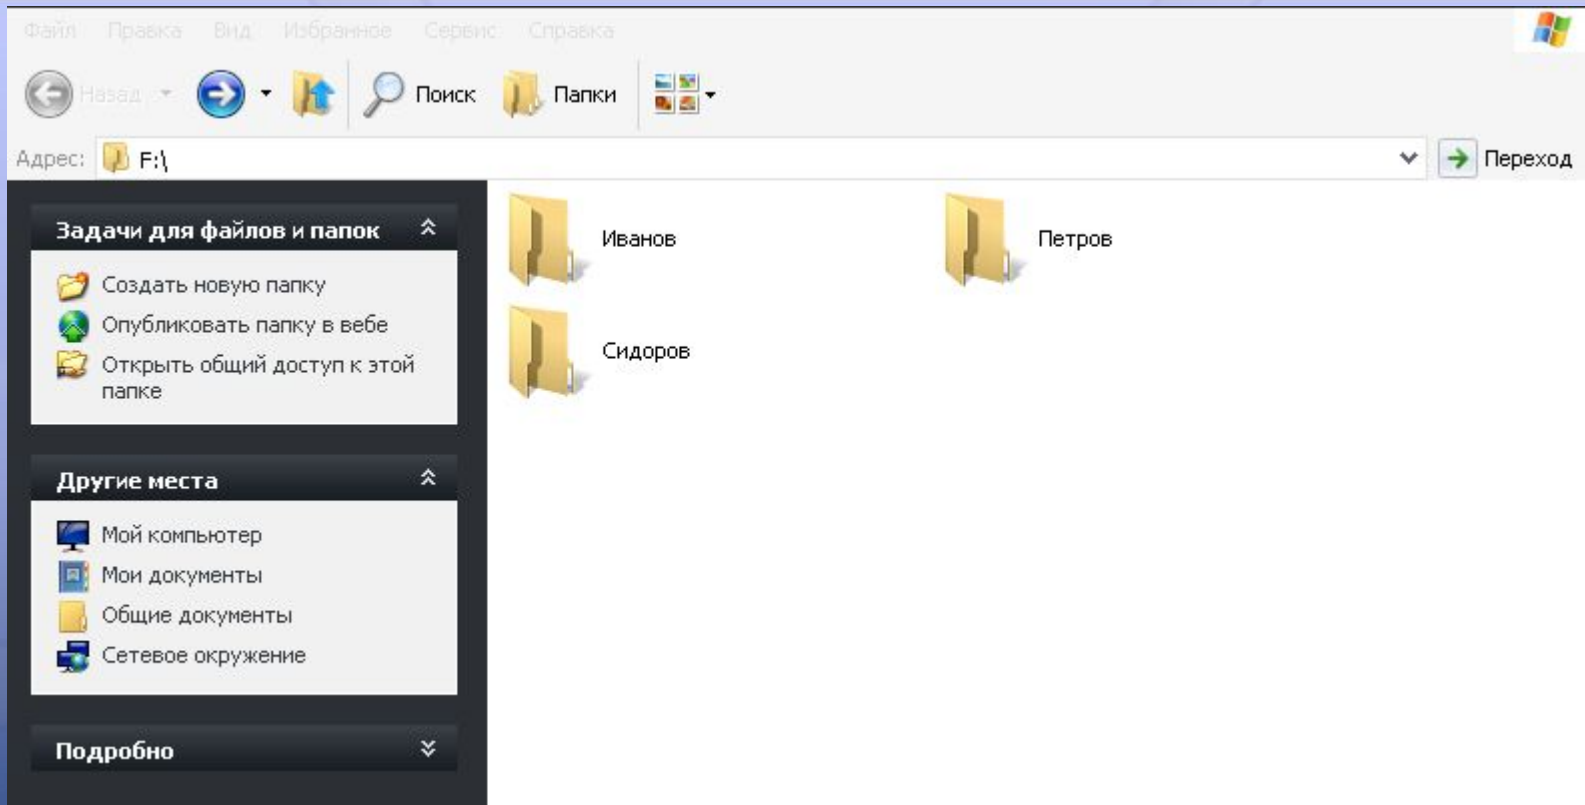 Файл Правка Вид Избранное Сервис Справка
Назад Поиск Папки
Адрес: F:\ Переход
Задачи для файлов и папок
Создать новую папку
Опубликовать папку в вебе
Открыть общий доступ к этой
папке
Другие места
Мой компьютер
Мои документы
Общие документы
Сетевое окружение
Подробно
Иванов Петров
Сидоров